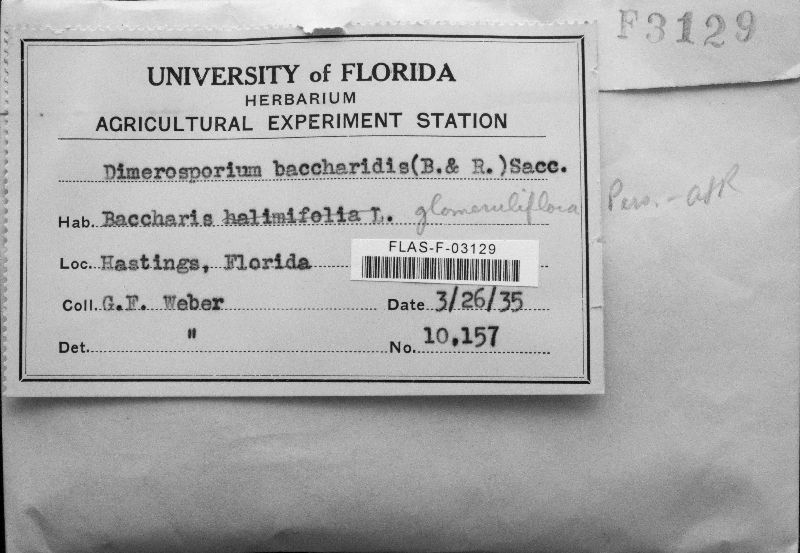 F3129
UNIVERSITY of FLORIDA
HERBARIUM
AGRICULTURAL EXPERIMENT STATION
Dimerosporium baccharidis(B.& R.)Sacc.
Hab. Baccharis halimifolia L. glomeruliflora Pers.-
FLAS-F-03129
Loc. Hastings, Florida
Coll. G.F. Weber Date 3/26/35
Det. " No. 10,157